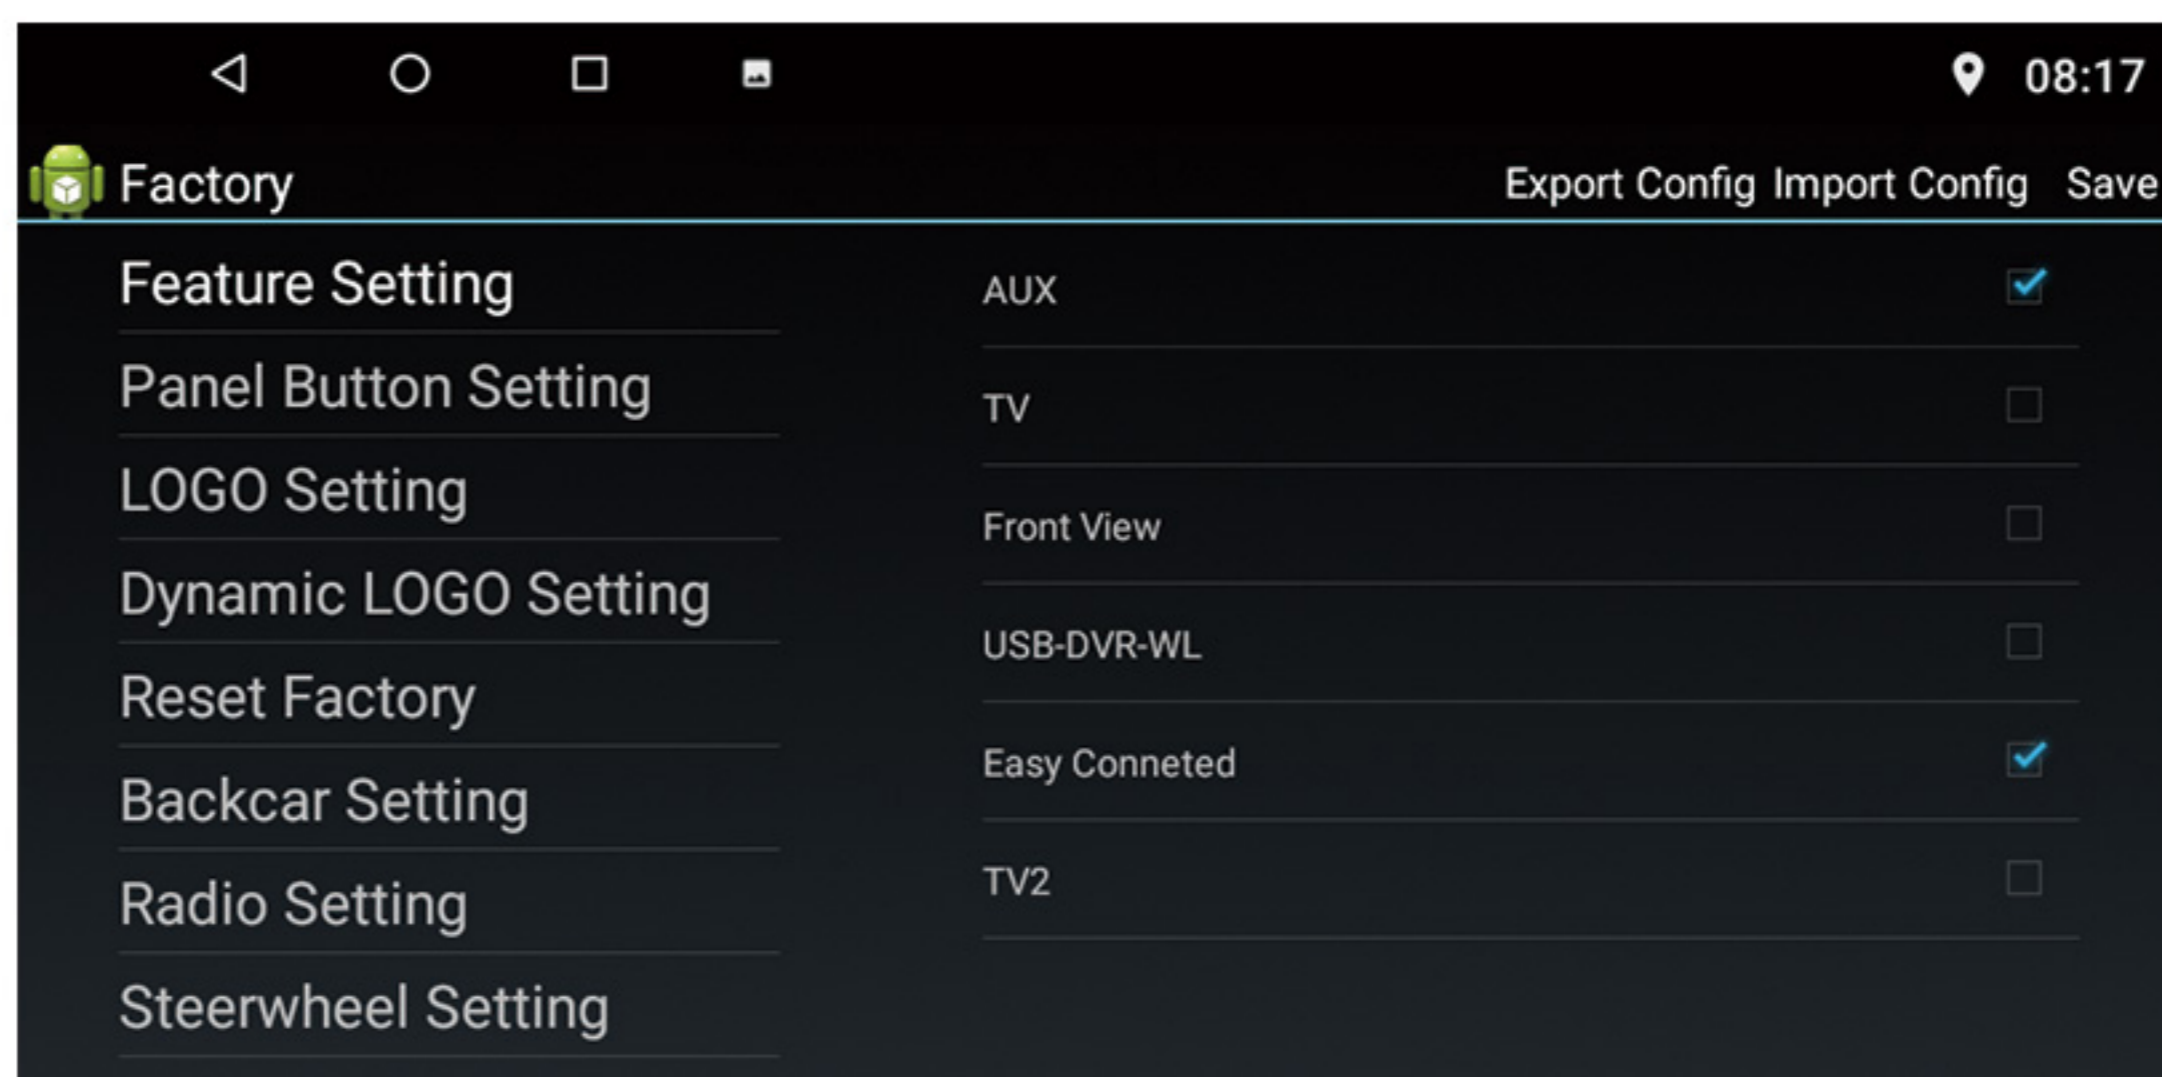 08:17
Factory
Export Config Import Config Save
Feature Setting
Panel Button Setting
LOGO Setting
Dynamic LOGO Setting
Reset Factory
Backcar Setting
Radio Setting
Steerwheel Setting
AUX
TV
Front View
USB-DVR-WL
Easy Conneted
TV2